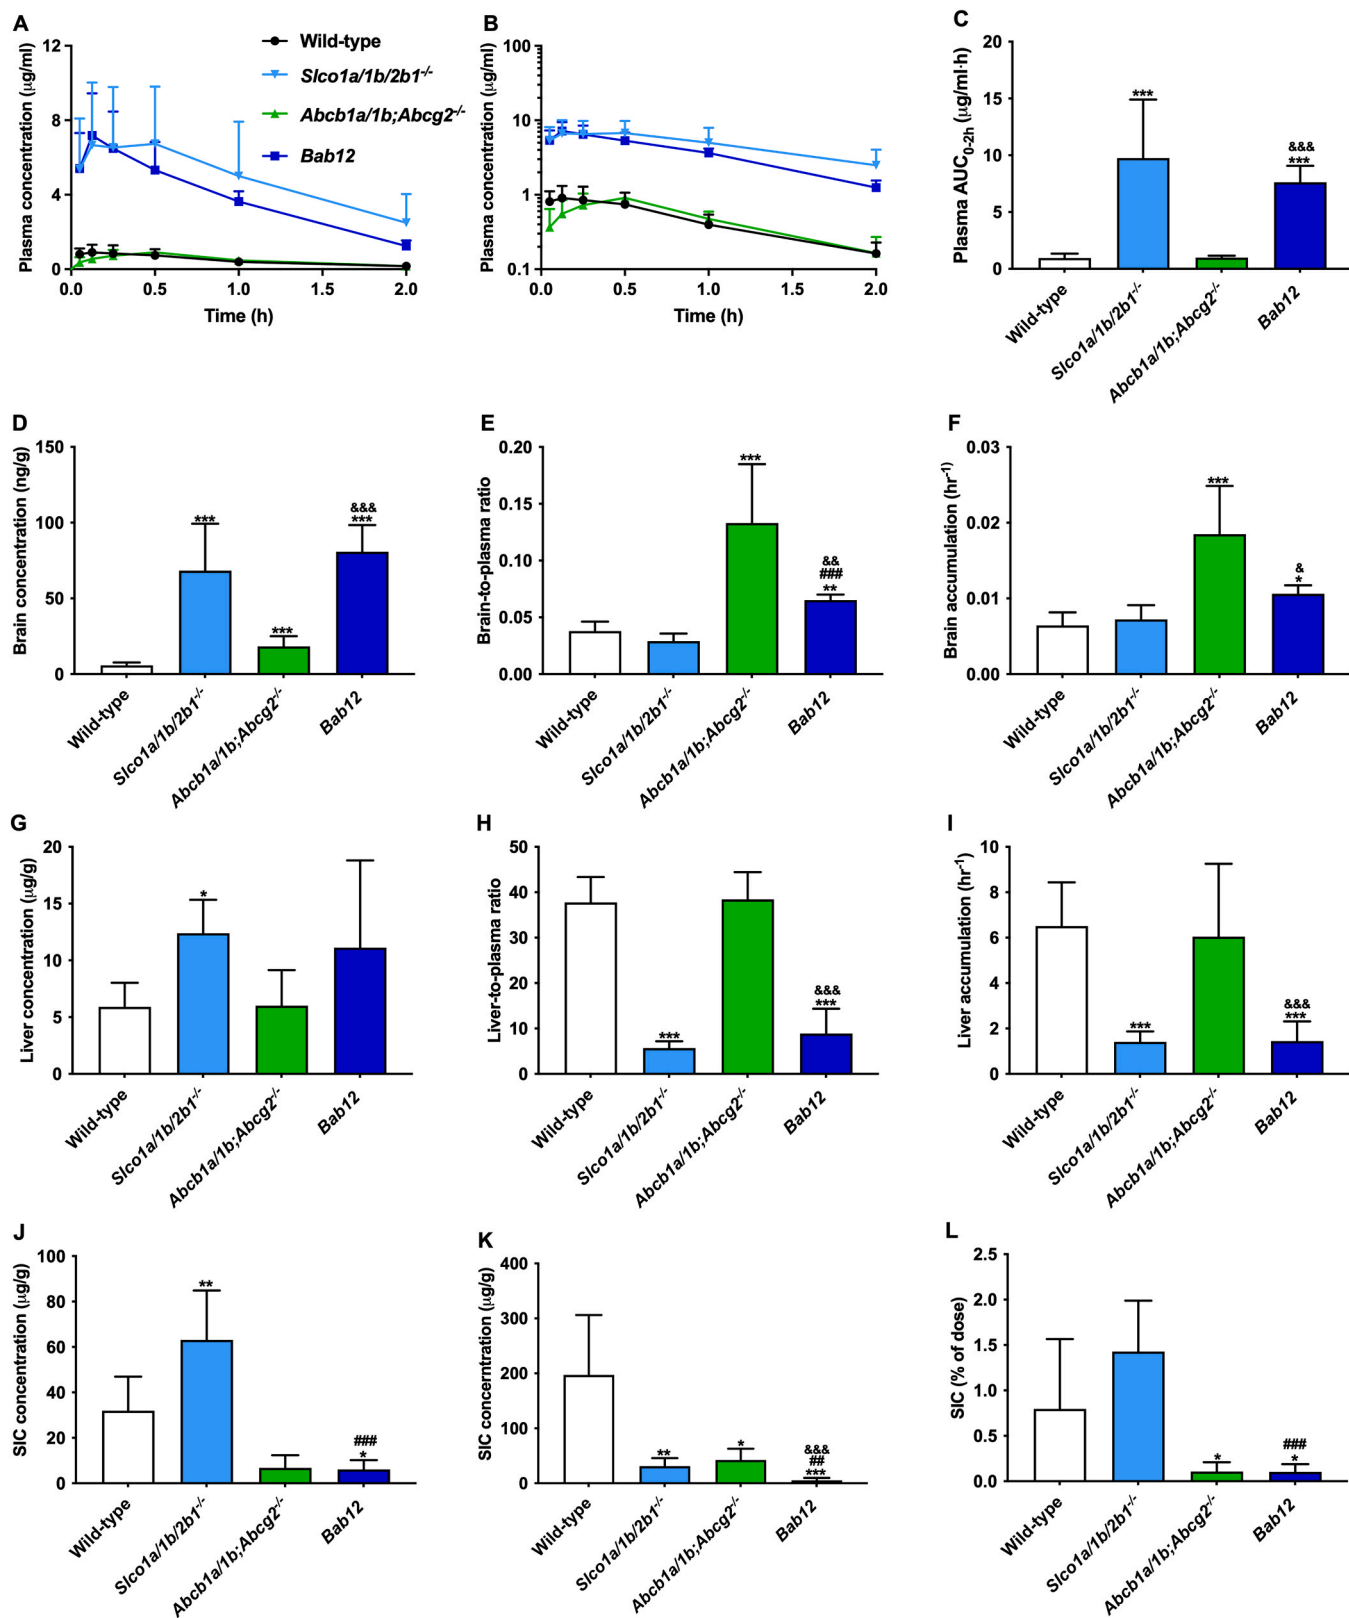 A
Plasma concentration (µg/ml)
12
8
4
0
0.0
0.5
1.0
1.5
2.0
Time (h)
Wild-type
Slco1a/1b/2b1-/-
Abcb1a/1b;Abcg2-/-
Bab12
B
Plasma concentration (µg/ml)
100
10
1
0.1
0.0
0.5
1.0
1.5
2.0
Time (h)
C
Plasma AUC0-2h (µg/ml·h)
20
15
10
5
0
***
&&&
***
Wild-type
Slco1a/1b/2b1-/-
Abcb1a/1b;Abcg2-/-
Bab12
D
Brain concentration (ng/g)
150
100
50
0
***
***
&&&
***
Wild-type
Slco1a/1b/2b1-/-
Abcb1a/1b;Abcg2-/-
Bab12
E
Brain-to-plasma ratio
0.20
0.15
0.10
0.05
0.00
***
&&
###
**
Wild-type
Slco1a/1b/2b1-/-
Abcb1a/1b;Abcg2-/-
Bab12
F
Brain accumulation (hr-1)
0.03
0.02
0.01
0.00
***
&
*
Wild-type
Slco1a/1b/2b1-/-
Abcb1a/1b;Abcg2-/-
Bab12
G
Liver concentration (µg/g)
20
15
10
5
0
*
Wild-type
Slco1a/1b/2b1-/-
Abcb1a/1b;Abcg2-/-
Bab12
H
Liver-to-plasma ratio
50
40
30
20
10
0
***
&&&
***
Wild-type
Slco1a/1b/2b1-/-
Abcb1a/1b;Abcg2-/-
Bab12
I
Liver accumulation (hr-1)
10
8
6
4
2
0
***
&&&
***
Wild-type
Slco1a/1b/2b1-/-
Abcb1a/1b;Abcg2-/-
Bab12
J
SIC concentration (µg/g)
100
80
60
40
20
0
**
###
*
Wild-type
Slco1a/1b/2b1-/-
Abcb1a/1b;Abcg2-/-
Bab12
K
SIC concerntration (µg/g)
400
300
200
100
0
**
*
&&&
##
***
Wild-type
Slco1a/1b/2b1-/-
Abcb1a/1b;Abcg2-/-
Bab12
L
SIC (% of dose)
2.5
2.0
1.5
1.0
0.5
0.0
*
###
*
Wild-type
Slco1a/1b/2b1-/-
Abcb1a/1b;Abcg2-/-
Bab12